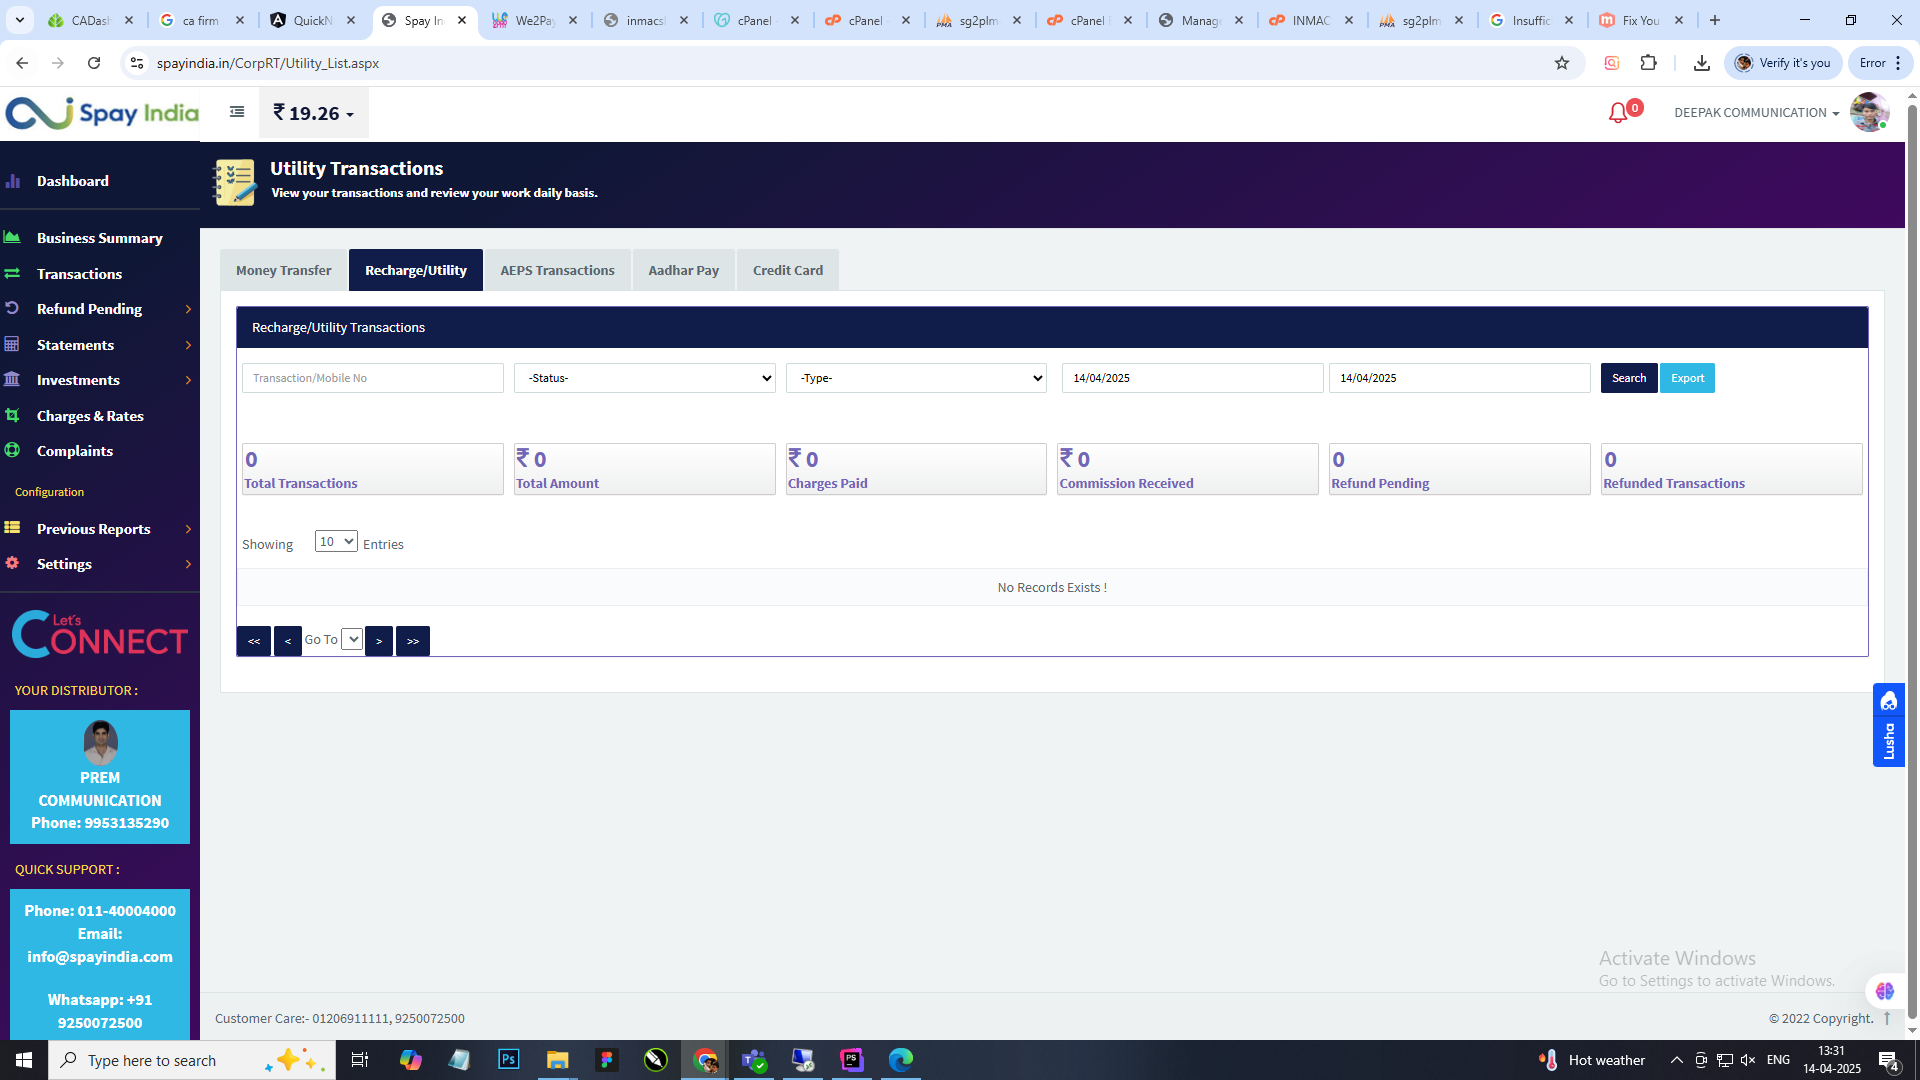 CADash
ca firm
QuickN
Spay In
We2Pay
inmacs
cPanel
cPanel
sg2plm
cPanel
Manag
INMAC
sg2plm
Insuffic
Fix You
spayindia.in/CorpRT/Utility_List.aspx
Verify it's you
Error
Spay India
₹ 19.26
0
DEEPAK COMMUNICATION
Dashboard
Business Summary
Transactions
Refund Pending
Statements
Investments
Charges & Rates
Complaints
Configuration
Previous Reports
Settings
Let's
CONNECT
YOUR DISTRIBUTOR :
PREM
COMMUNICATION
Phone: 9953135290
QUICK SUPPORT :
Phone: 011-40004000
Email:
info@spayindia.com
Whatsapp: +91
9250072500
Utility Transactions
View your transactions and review your work daily basis.
Money Transfer
Recharge/Utility
AEPS Transactions
Aadhar Pay
Credit Card
Recharge/Utility Transactions
Transaction/Mobile No
-Status-
-Type-
14/04/2025
14/04/2025
Search
Export
0
Total Transactions
₹ 0
Total Amount
₹ 0
Charges Paid
₹ 0
Commission Received
0
Refund Pending
0
Refunded Transactions
Showing 10 Entries
No Records Exists !
<< < Go To > >>
Lusha
Activate Windows
Go to Settings to activate Windows.
Customer Care:- 01206911111, 9250072500
© 2022 Copyright.
Type here to search
Ps
PS
Hot weather
ENG
13:31
14-04-2025
4